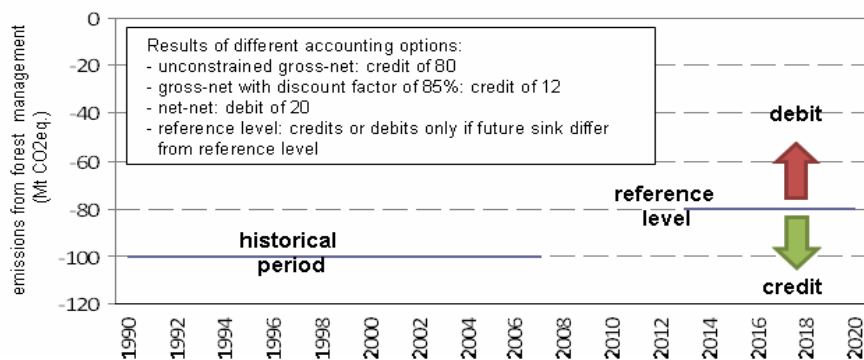 emissions from forest management
(Mt CO2eq.)
0
-20
-40
-60
-80
-100
-120
Results of different accounting options:
- unconstrained gross-net: credit of 80
- gross-net with discount factor of 85%: credit of 12
- net-net: debit of 20
- reference level: credits or debits only if future sink differ
from reference level
debit
reference
level
historical
period
credit
1990
1992
1994
1996
1998
2000
2002
2004
2006
2008
2010
2012
2014
2016
2018
2020